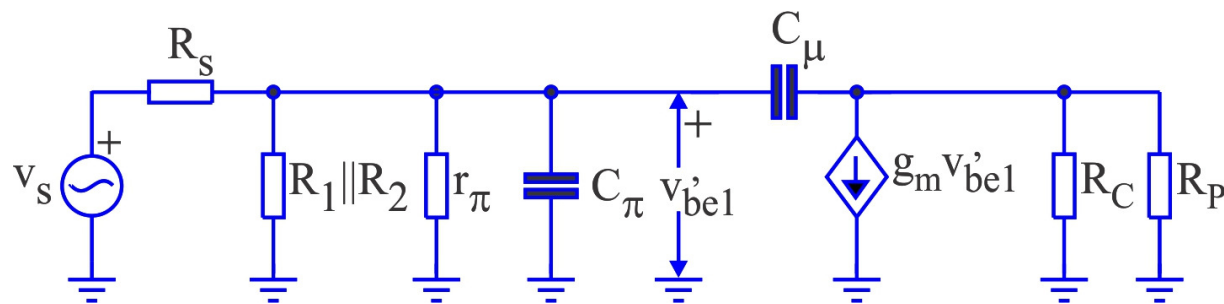 C_μ
R_s
+
+
v_s
R_1||R_2
r_π
C_π
v'_be1
g_m v'_be1
R_C
R_P